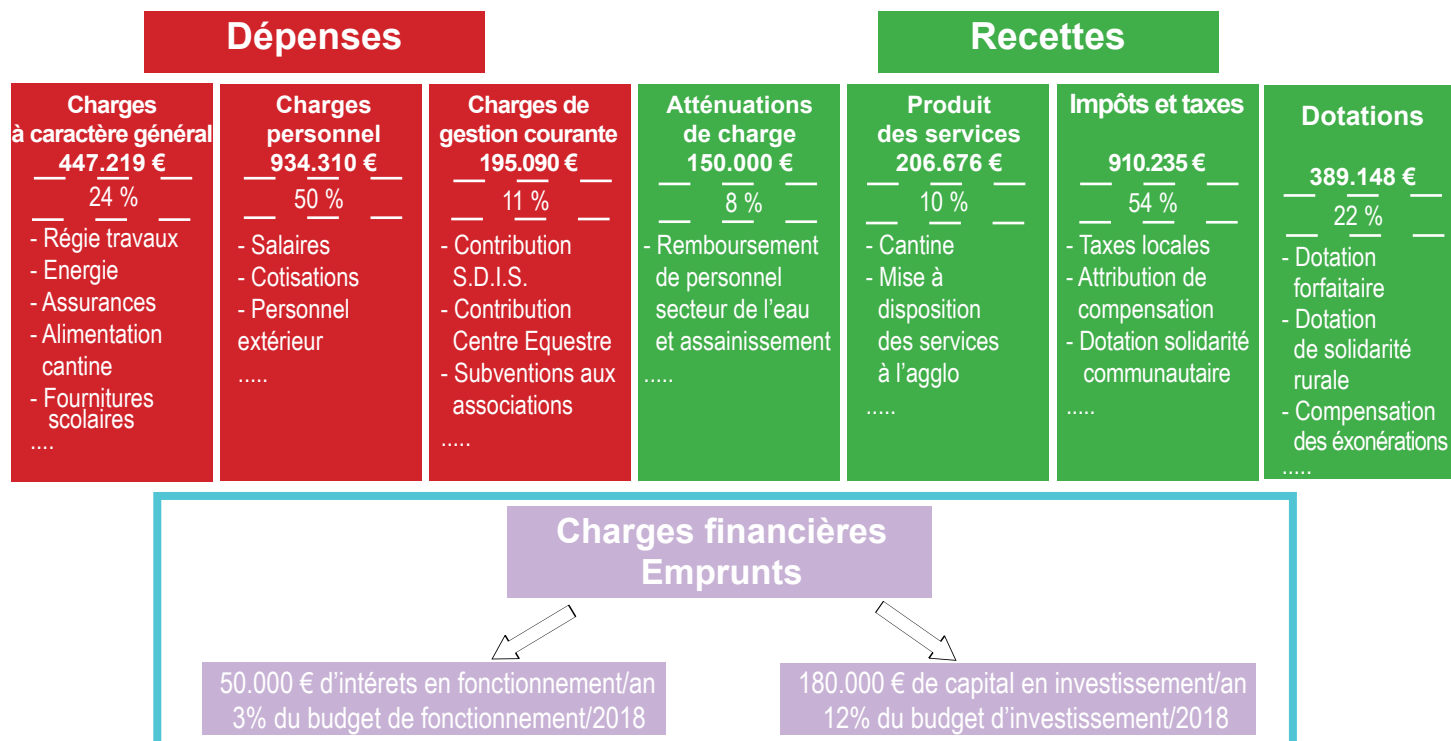 Dépenses
Charges
à caractère général
447.219 €
24 %
- Régie travaux
- Energie
- Assurances
- Alimentation
cantine
- Fournitures
scolaires
....
Charges
personnel
934.310 €
50 %
- Salaires
- Cotisations
- Personnel
extérieur
.....
Charges de
gestion courante
195.090 €
11 %
- Contribution
S.D.I.S.
- Contribution
Centre Equestre
- Subventions aux
associations
.....
Recettes
Atténuations
de charge
150.000 €
8 %
- Remboursement
de personnel
secteur de l’eau
et assainissement
.....
Produit
des services
206.676 €
10 %
- Cantine
- Mise à
disposition
des services
à l’agglo
.....
Impôts et taxes
910.235 €
54 %
- Taxes locales
- Attribution de
compensation
- Dotation solidarité
communautaire
.....
Dotations
389.148 €
22 %
- Dotation
forfaitaire
- Dotation
de solidarité
rurale
- Compensation
des éxonérations
.....
Charges financières
Emprunts
50.000 € d’intérets en fonctionnement/an
3% du budget de fonctionnement/2018
180.000 € de capital en investissement/an
12% du budget d’investissement/2018